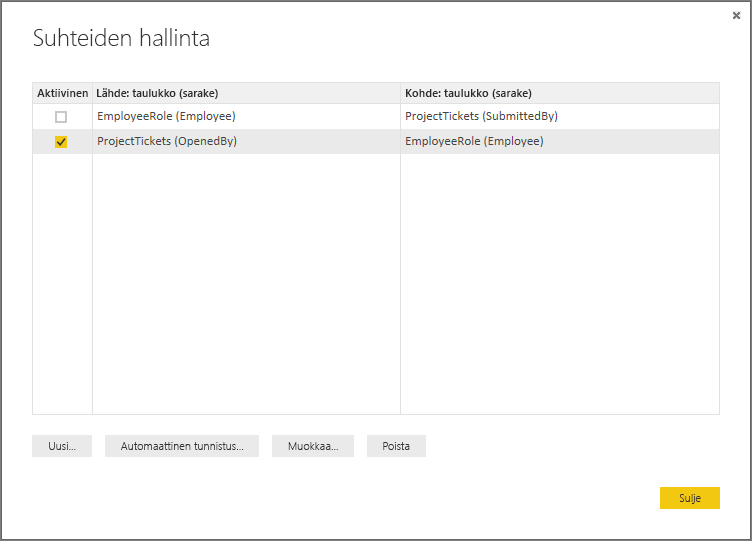 Suhteiden hallinta
Aktiivinen Lähde: taulukko (sarake) Kohde: taulukko (sarake)
EmployeeRole (Employee) ProjectTickets (SubmittedBy)
ProjectTickets (OpenedBy) EmployeeRole (Employee)
Uusi... Automaattinen tunnistus... Muokkaa... Poista
Sulje